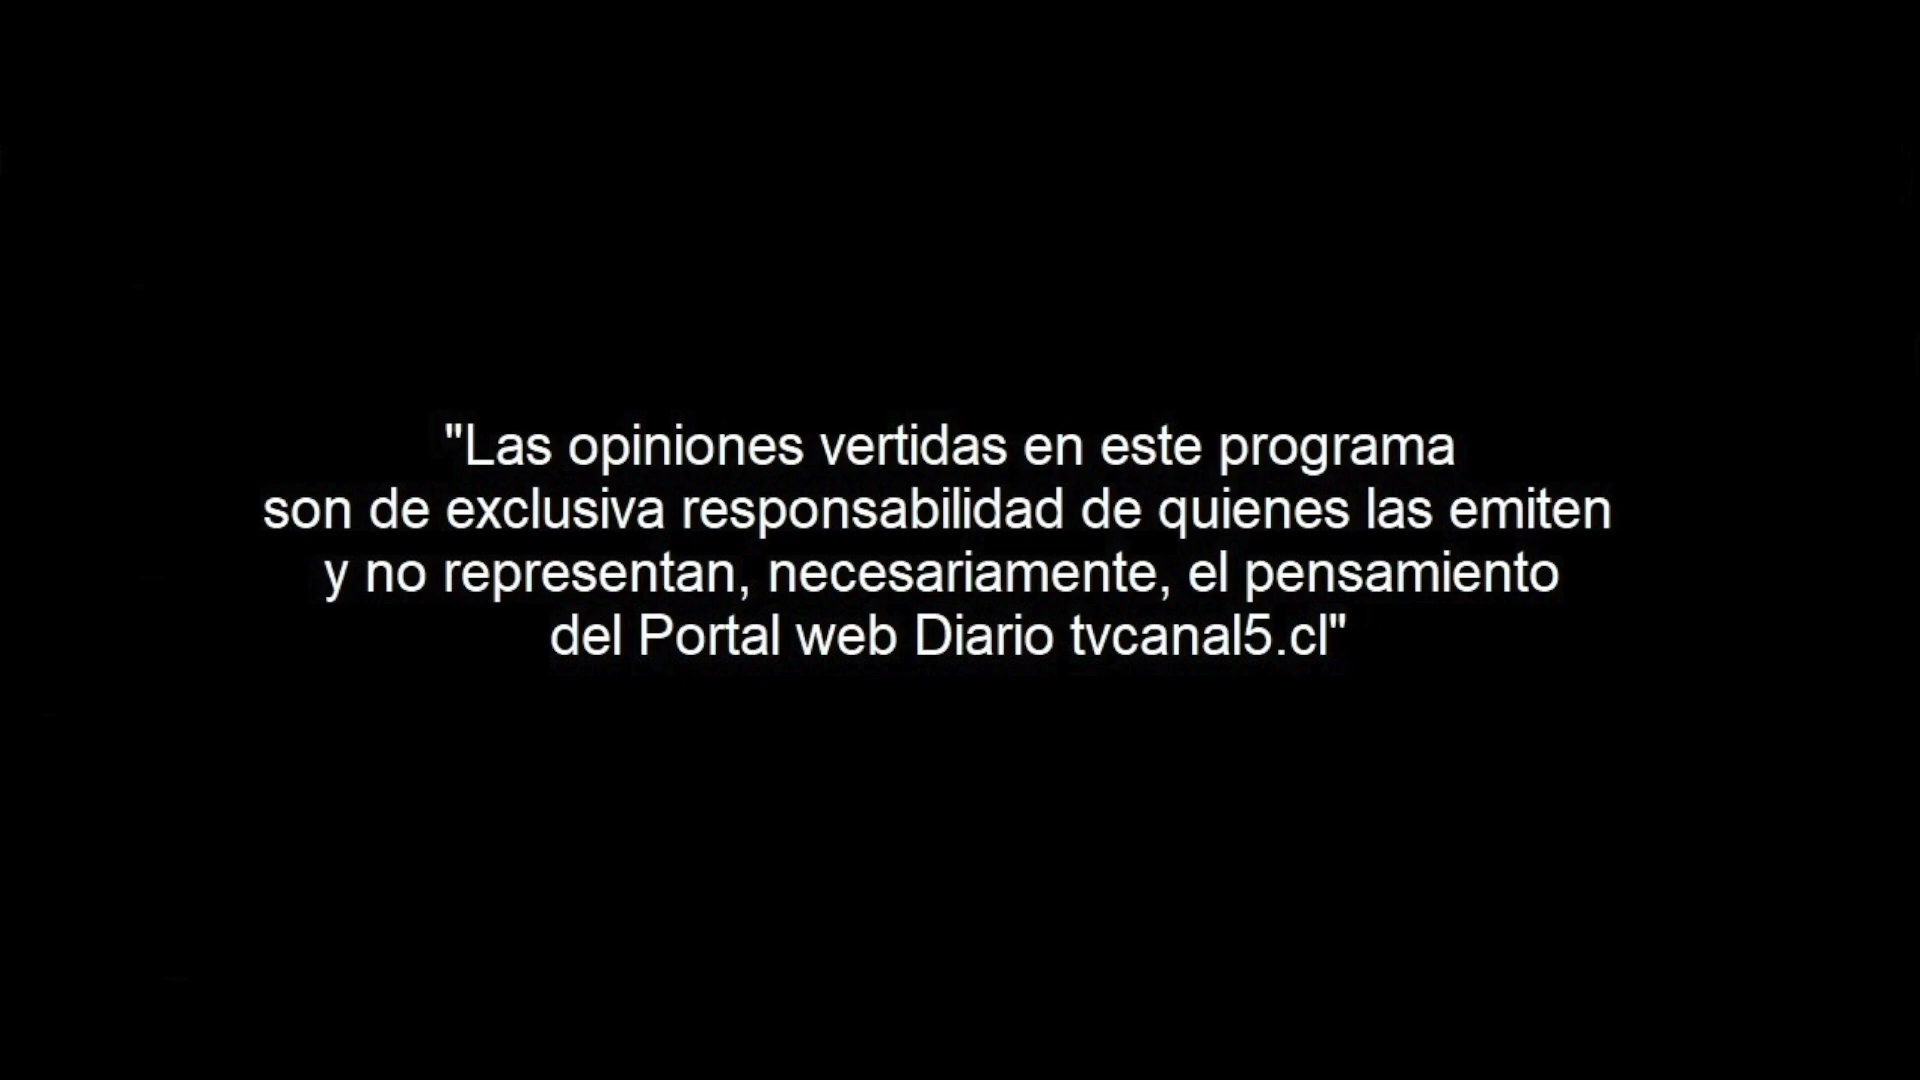 "Las opiniones vertidas en este programa
son de exclusiva responsabilidad de quienes las emiten
y no representan, necesariamente, el pensamiento
del Portal web Diario tvcanal5.cl"